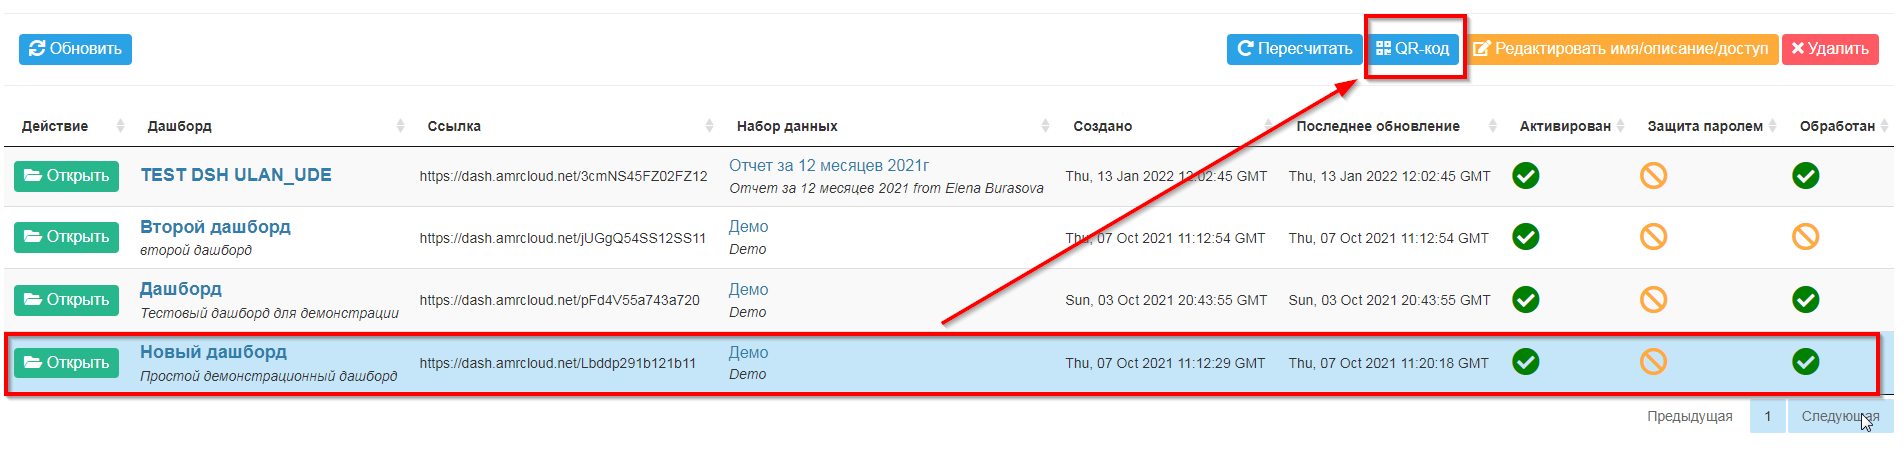 Обновить
Пересчитать QR-код Редактировать имя/описание/доступ Удалить
Действие Дашборд Ссылка Набор данных Создано Последнее обновление Активирован Защита паролем Обработан
Открыть TEST DSH ULAN_UDE https://dash.amrcloud.net/3cmNS45FZ02FZ12 Отчет за 12 месяцев 2021г Thu, 13 Jan 2022 12:02:45 GMT Thu, 13 Jan 2022 12:02:45 GMT
Отчет за 12 месяцев 2021 from Elena Burasova
Открыть Второй дашборд https://dash.amrcloud.net/jUGgQ54SS12SS11 Демо Thu, 07 Oct 2021 11:12:54 GMT Thu, 07 Oct 2021 11:12:54 GMT
второй дашборд Demo
Открыть Дашборд https://dash.amrcloud.net/pFd4V55a743a720 Демо Sun, 03 Oct 2021 20:43:55 GMT Sun, 03 Oct 2021 20:43:55 GMT
Тестовый дашборд для демонстрации Demo
Открыть Новый дашборд https://dash.amrcloud.net/Lbddp291b121b11 Демо Thu, 07 Oct 2021 11:12:29 GMT Thu, 07 Oct 2021 11:20:18 GMT
Простой демонстрационный дашборд Demo
Предыдущая 1 Следующая